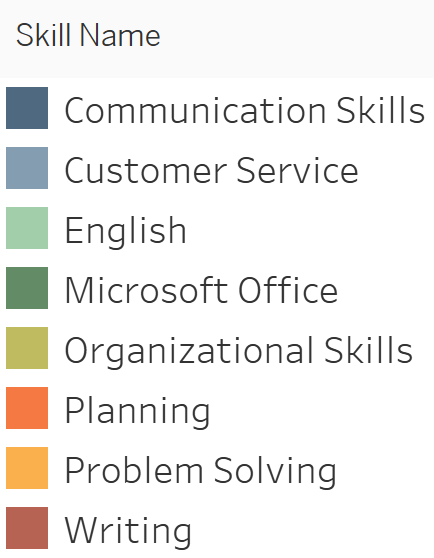 Skill Name
Communication Skills
Customer Service
English
Microsoft Office
Organizational Skills
Planning
Problem Solving
Writing